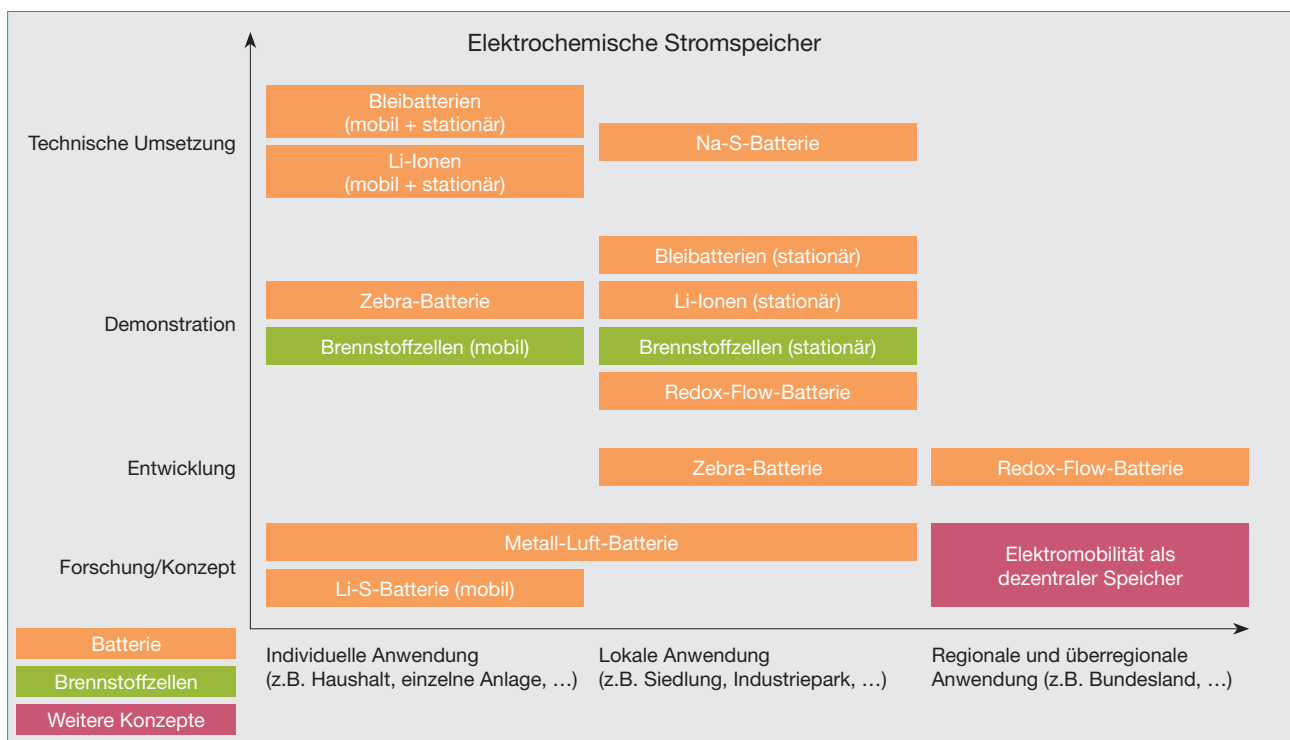 Elektrochemische Stromspeicher
Technische Umsetzung
Bleibatterien
(mobil + stationär)
Li-Ionen
(mobil + stationär)
Na-S-Batterie
Demonstration
Bleibatterien (stationär)
Zebra-Batterie
Li-Ionen (stationär)
Brennstoffzellen (mobil)
Brennstoffzellen (stationär)
Redox-Flow-Batterie
Entwicklung
Zebra-Batterie
Redox-Flow-Batterie
Forschung/Konzept
Metall-Luft-Batterie
Li-S-Batterie (mobil)
Elektromobilität als
dezentraler Speicher
Batterie
Brennstoffzellen
Weitere Konzepte
Individuelle Anwendung
(z.B. Haushalt, einzelne Anlage, …)
Lokale Anwendung
(z.B. Siedlung, Industriepark, …)
Regionale und überregionale
Anwendung (z.B. Bundesland, …)